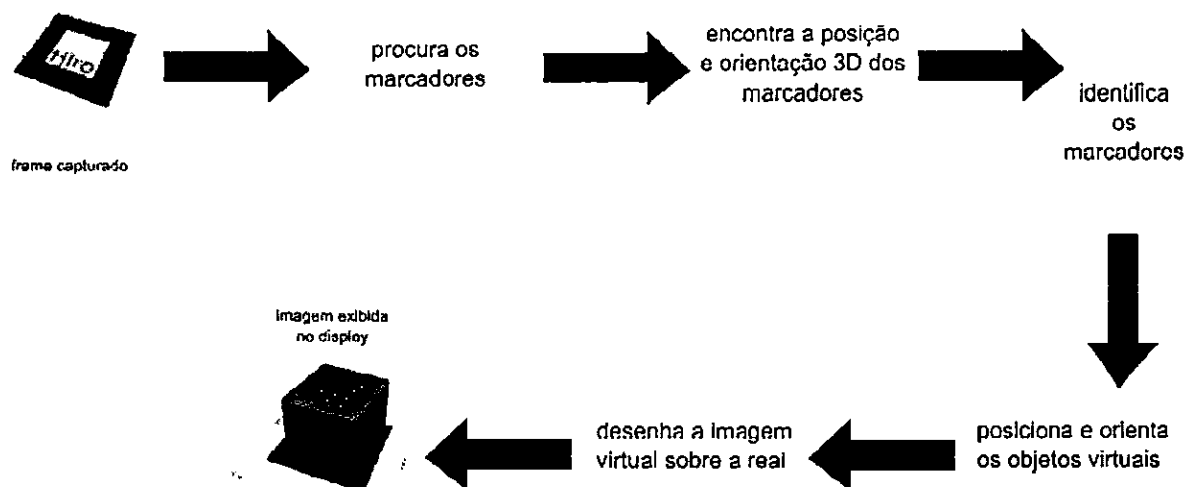 Hiro
frame capturado
procura os
marcadores
encontra a posição
e orientação 3D dos
marcadores
identifica
os
marcadores
posiciona e orienta
os objetos virtuais
desenha a imagem
virtual sobre a real
imagem exibida
no display